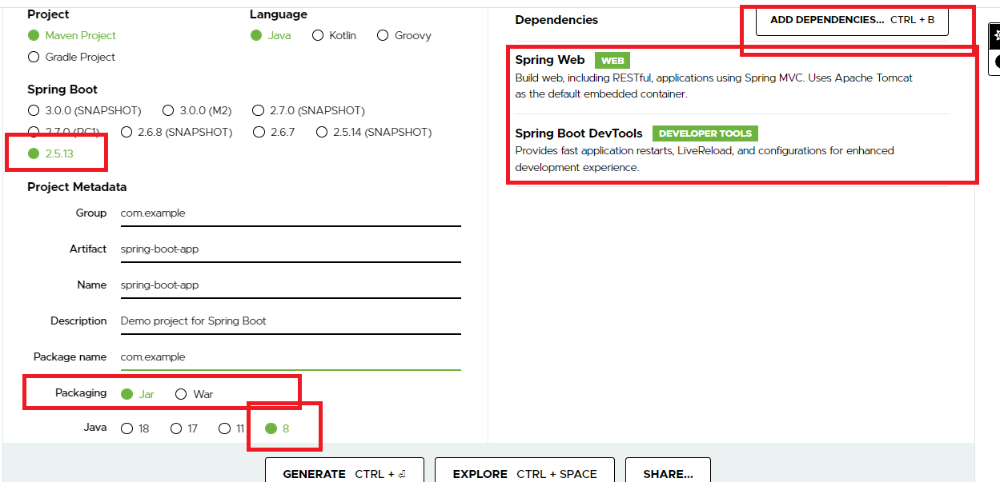 Project
Language
Maven Project
Java
Kotlin
Groovy
Gradle Project
Spring Boot
3.0.0 (SNAPSHOT)
3.0.0 (M2)
2.7.0 (SNAPSHOT)
2.7.0 (RC1)
2.6.8 (SNAPSHOT)
2.6.7
2.5.14 (SNAPSHOT)
2.5.13
Project Metadata
Group com.example
Artifact spring-boot-app
Name spring-boot-app
Description Demo project for Spring Boot
Package name com.example
Packaging Jar War
Java 18 17 11 8
Dependencies
ADD DEPENDENCIES... CTRL + B
Spring Web WEB
Build web, including RESTful, applications using Spring MVC. Uses Apache Tomcat
as the default embedded container.
Spring Boot DevTools DEVELOPER TOOLS
Provides fast application restarts, LiveReload, and configurations for enhanced
development experience.
GENERATE CTRL + ⏎
EXPLORE CTRL + SPACE
SHARE...